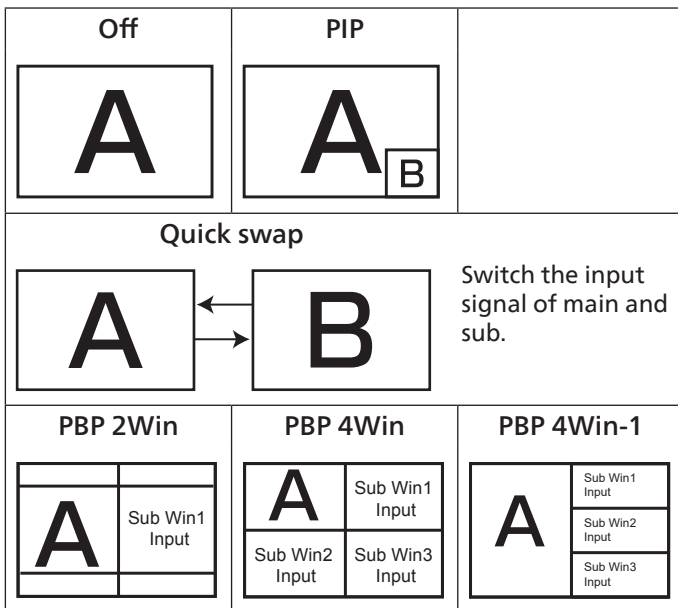 Off
PIP
A
A
B
Quick swap
A
B
Switch the input
signal of main and
sub.
PBP 2Win
PBP 4Win
PBP 4Win-1
A
Sub Win1
Input
A
Sub Win1
Input
Sub Win2
Input
Sub Win3
Input
A
Sub Win1
Input
Sub Win2
Input
Sub Win3
Input